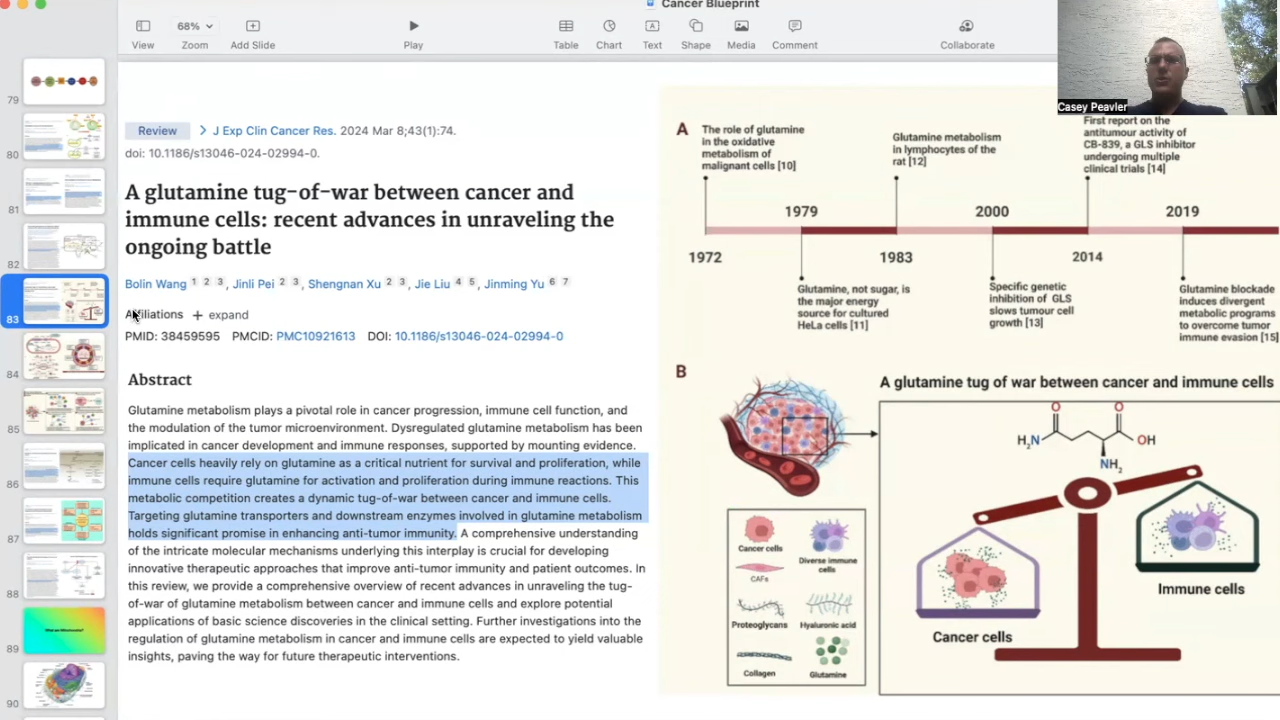 Cancer Blueprint
68%
View
Zoom
Add Slide
Play
Table
Chart
Text
Shape
Media
Comment
Collaborate
Casey Peavler
79
80
81
82
83
84
85
86
87
88
89
90
Review
J Exp Clin Cancer Res. 2024 Mar 8;43(1):74.
doi: 10.1186/s13046-024-02994-0.
A glutamine tug-of-war between cancer and
immune cells: recent advances in unraveling the
ongoing battle
Bolin Wang 1 2 3, Jinli Pei 2 3, Shengnan Xu 2 3, Jie Liu 4 5, Jinming Yu 6 7
Affiliations + expand
PMID: 38459595 PMCID: PMC10921613 DOI: 10.1186/s13046-024-02994-0
Abstract
Glutamine metabolism plays a pivotal role in cancer progression, immune cell function, and
the modulation of the tumor microenvironment. Dysregulated glutamine metabolism has been
implicated in cancer development and immune responses, supported by mounting evidence.
Cancer cells heavily rely on glutamine as a critical nutrient for survival and proliferation, while
immune cells require glutamine for activation and proliferation during immune reactions. This
metabolic competition creates a dynamic tug-of-war between cancer and immune cells.
Targeting glutamine transporters and downstream enzymes involved in glutamine metabolism
holds significant promise in enhancing anti-tumor immunity. A comprehensive understanding
of the intricate molecular mechanisms underlying this interplay is crucial for developing
innovative therapeutic approaches that improve anti-tumor immunity and patient outcomes. In
this review, we provide a comprehensive overview of recent advances in unraveling the tug-
of-war of glutamine metabolism between cancer and immune cells and explore potential
applications of basic science discoveries in the clinical setting. Further investigations into the
regulation of glutamine metabolism in cancer and immune cells are expected to yield valuable
insights, paving the way for future therapeutic interventions.
A
The role of glutamine
in the oxidative
metabolism of
malignant cells [10]
Glutamine metabolism
in lymphocytes of the
rat [12]
First report on the
antitumour activity of
CB-839, a GLS inhibitor
undergoing multiple
clinical trials [14]
1979
2000
2019
1972
1983
2014
Glutamine, not sugar, is
the major energy
source for cultured
HeLa cells [11]
Specific genetic
inhibition of GLS
slows tumour cell
growth [13]
Glutamine blockade
induces divergent
metabolic programs
to overcome tumor
immune evasion [15]
B
A glutamine tug of war between cancer and immune cells
O
O
H₂N
OH
NH₂
Cancer cells
Diverse immune
cells
CAFs
Proteoglycans
Hyaluronic acid
Collagen
Glutamine
Cancer cells
Immune cells